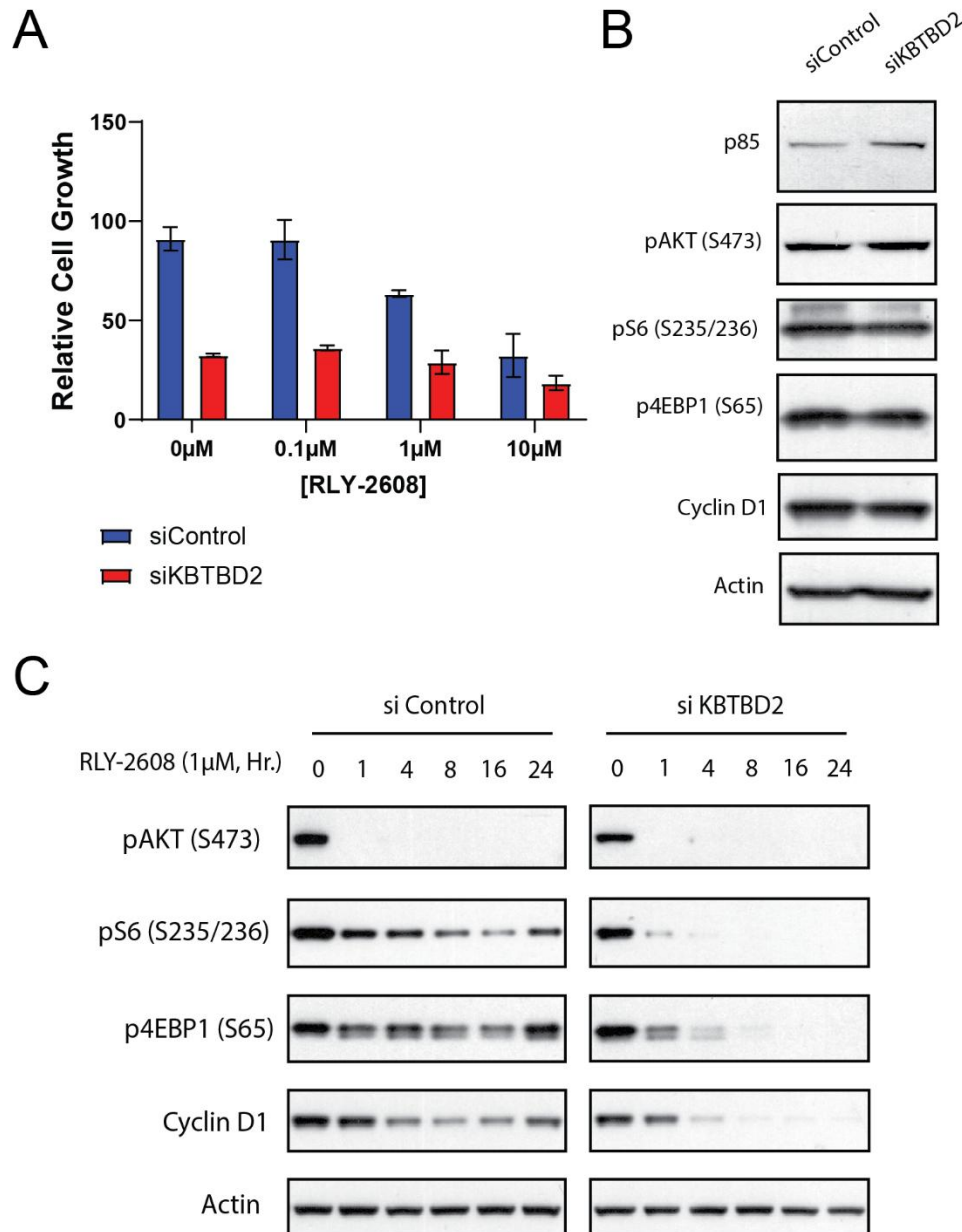 A
Relative Cell Growth
150
100
50
0
0µM 0.1µM 1µM 10µM
[RLY-2608]
siControl
siKBTBD2
B
siControl siKBTBD2
p85
pAKT (S473)
pS6 (S235/236)
p4EBP1 (S65)
Cyclin D1
Actin
C
si Control si KBTBD2
RLY-2608 (1µM, Hr.) 0 1 4 8 16 24 0 1 4 8 16 24
pAKT (S473)
pS6 (S235/236)
p4EBP1 (S65)
Cyclin D1
Actin